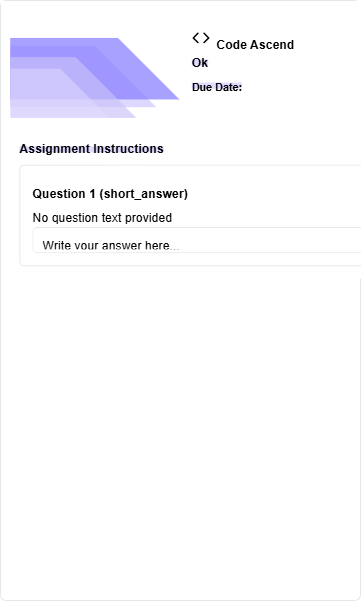 <> Code Ascend
Ok
Due Date:
Assignment Instructions
Question 1 (short_answer)
No question text provided
Write your answer here...